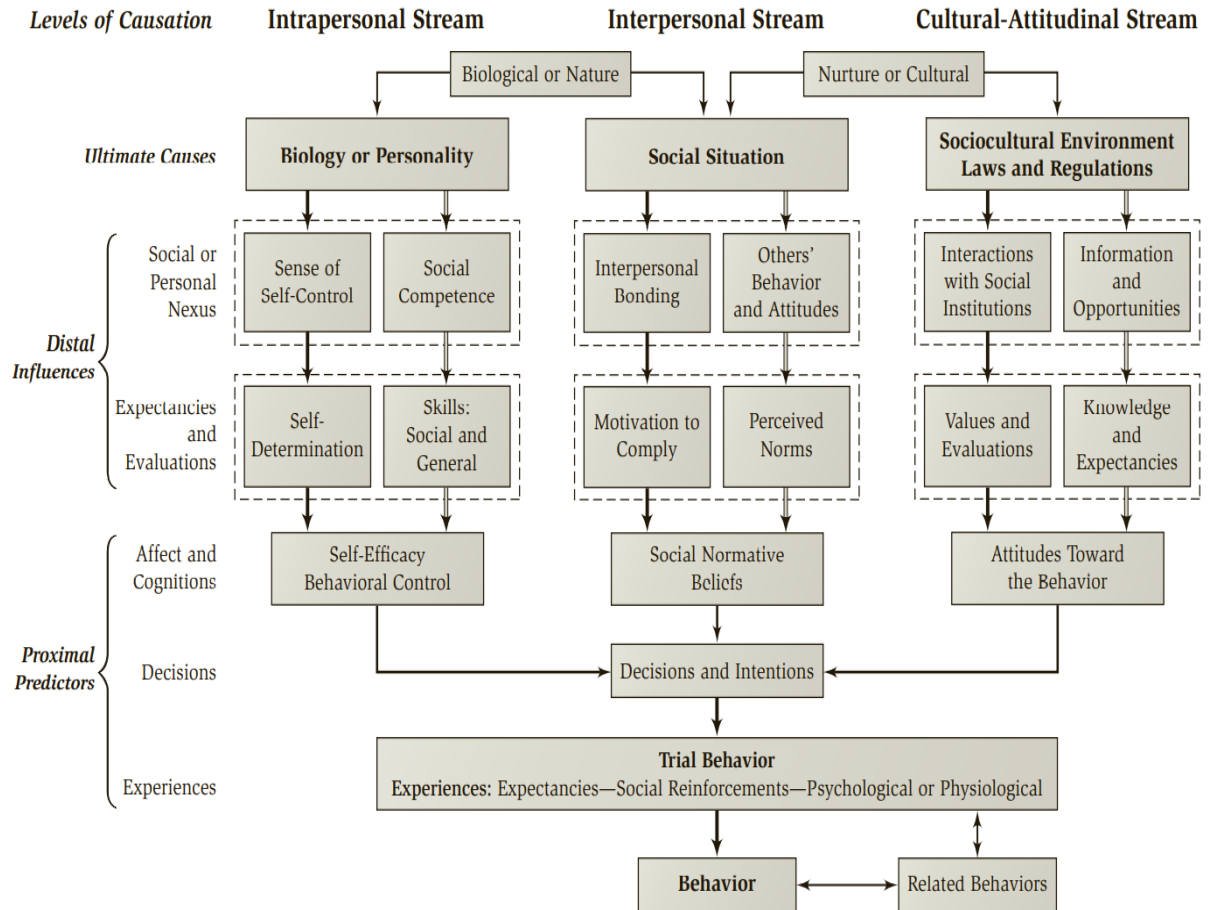 Levels of Causation
Intrapersonal Stream
Interpersonal Stream
Cultural-Attitudinal Stream
Biological or Nature
Nurture or Cultural
Ultimate Causes
Biology or Personality
Social Situation
Sociocultural Environment
Laws and Regulations
Distal
Influences
Social or
Personal
Nexus
Sense of
Self-Control
Social
Competence
Interpersonal
Bonding
Others'
Behavior
and Attitudes
Interactions
with Social
Institutions
Information
and
Opportunities
Expectancies
and
Evaluations
Self-
Determination
Skills:
Social and
General
Motivation to
Comply
Perceived
Norms
Values and
Evaluations
Knowledge
and
Expectancies
Proximal
Predictors
Affect and
Cognitions
Self-Efficacy
Behavioral Control
Social Normative
Beliefs
Attitudes Toward
the Behavior
Decisions
Decisions and Intentions
Experiences
Trial Behavior
Experiences: Expectancies—Social Reinforcements—Psychological or Physiological
Behavior
Related Behaviors